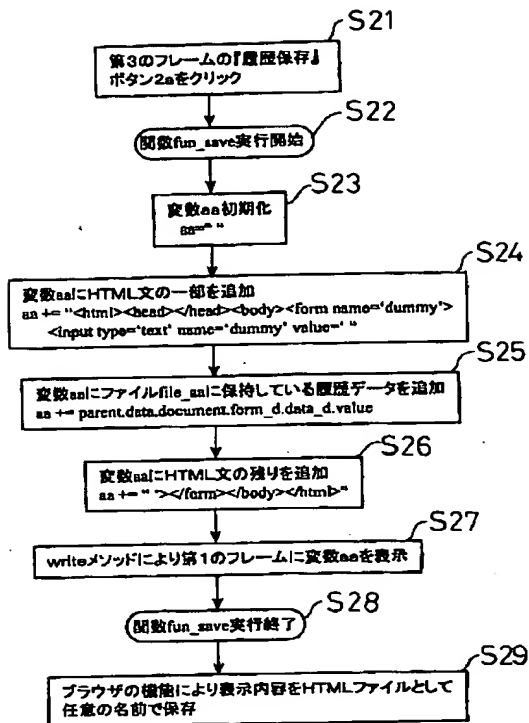 S21
第3のフレームの『履歴保存』
ボタン2aをクリック
S22
関数fun_save実行開始
S23
変数aa初期化
aa=" "
S24
変数aaにHTML文の一部を追加
aa += "<html><head></head><body><form name='dummy'>
<input type='text' name='dummy' value=' "
S25
変数aaにファイルfile_aaに保持している履歴データを追加
aa += parent.data.document.form_d.data_d.value
S26
変数aaにHTML文の残りを追加
aa += " '></form></body></html>"
S27
writeメソッドにより第1のフレームに変数aaを表示
S28
関数fun_save実行終了
S29
ブラウザの機能により表示内容をHTMLファイルとして
任意の名前で保存